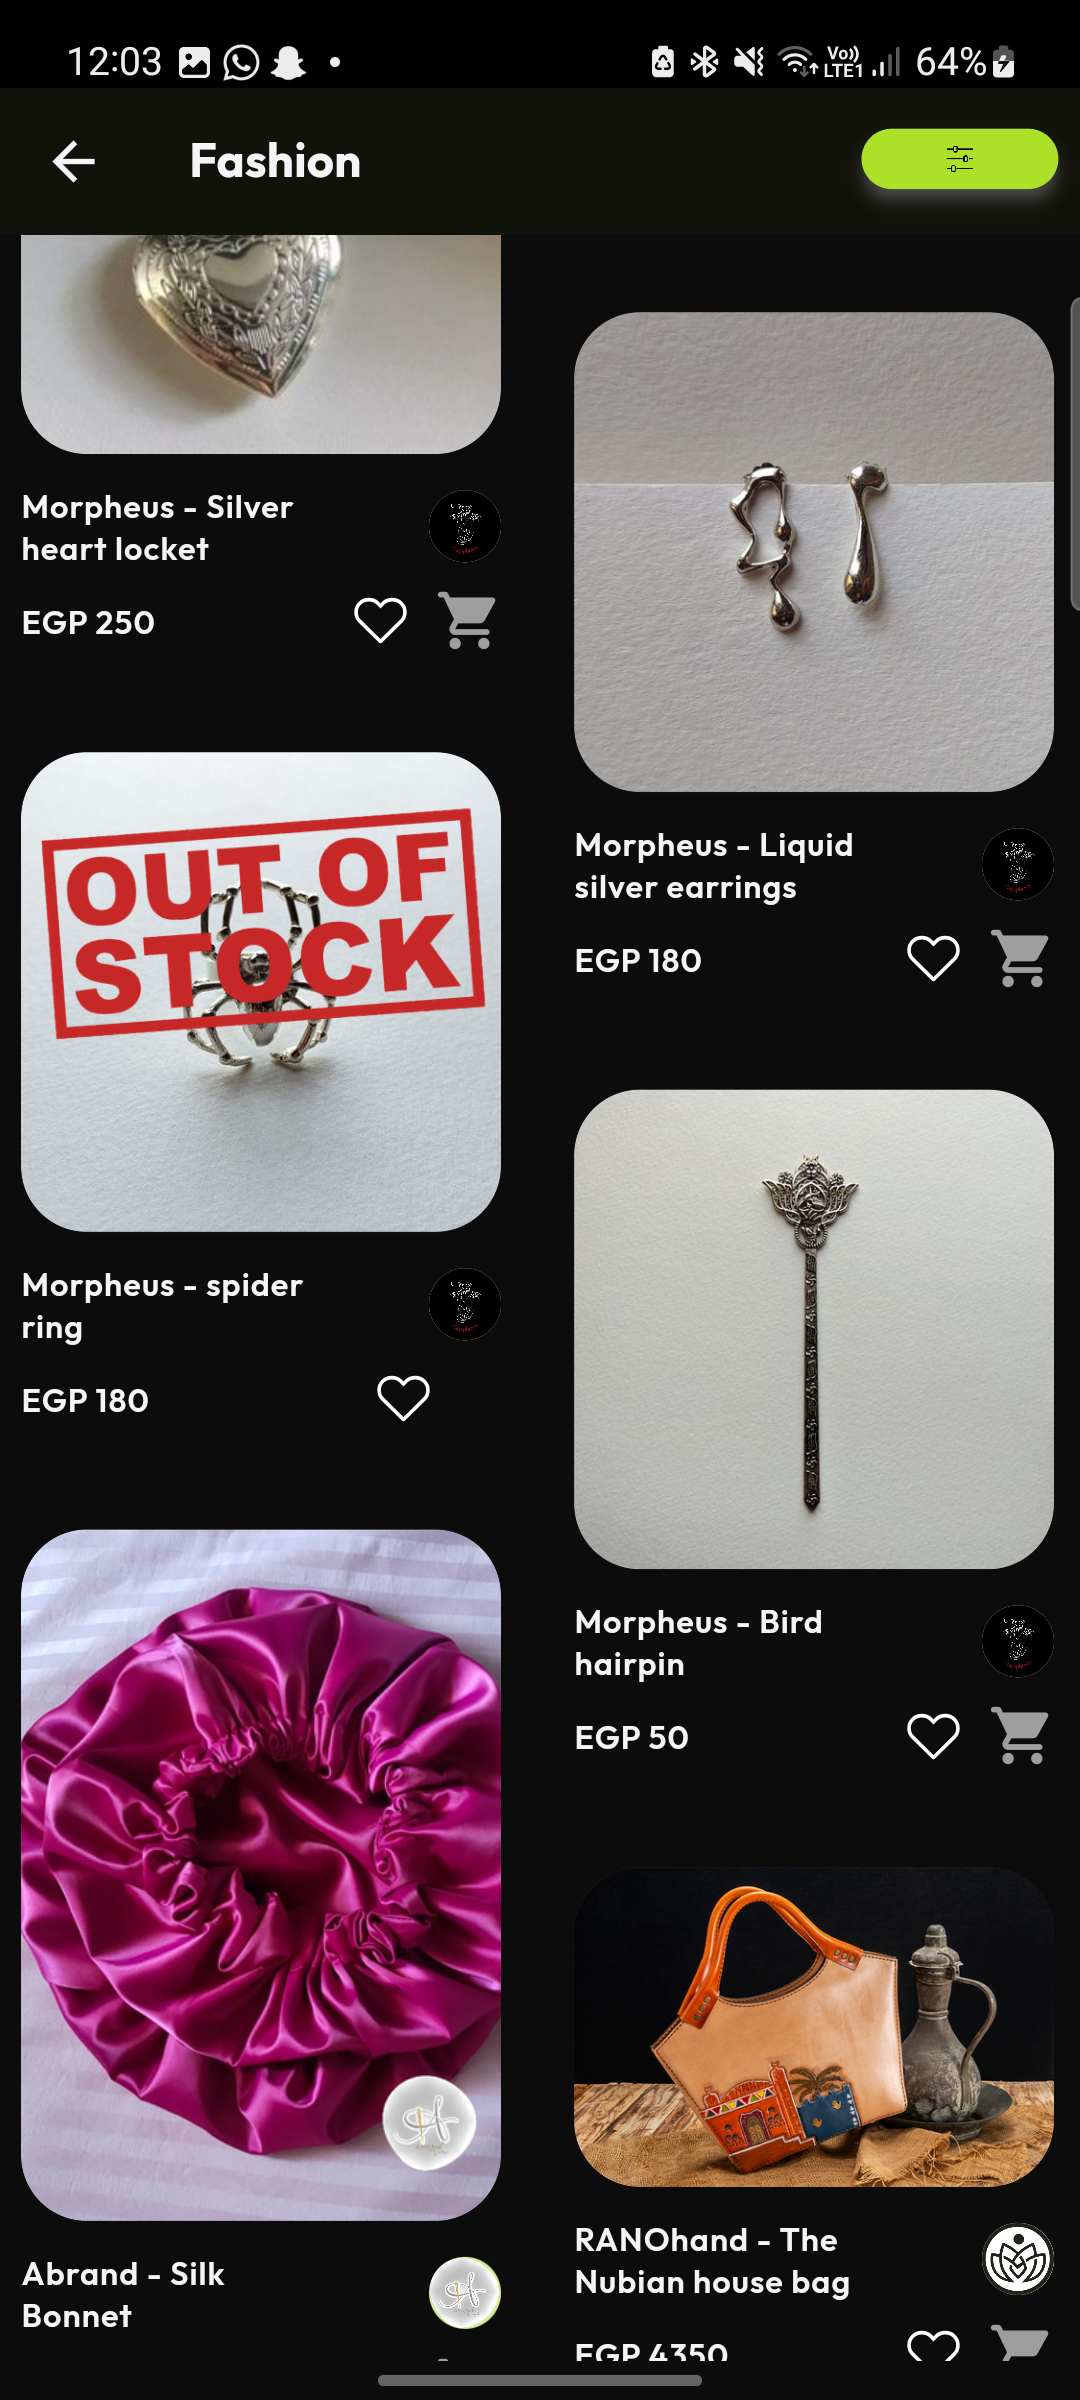 12:03
Vo))
LTE1
64%
Fashion
Morpheus - Silver
heart locket
EGP 250
OUT OF
STOCK
Morpheus - spider
ring
EGP 180
Abrand - Silk
Bonnet
Morpheus - Liquid
silver earrings
EGP 180
Morpheus - Bird
hairpin
EGP 50
RANOhand - The
Nubian house bag
EGP 4350